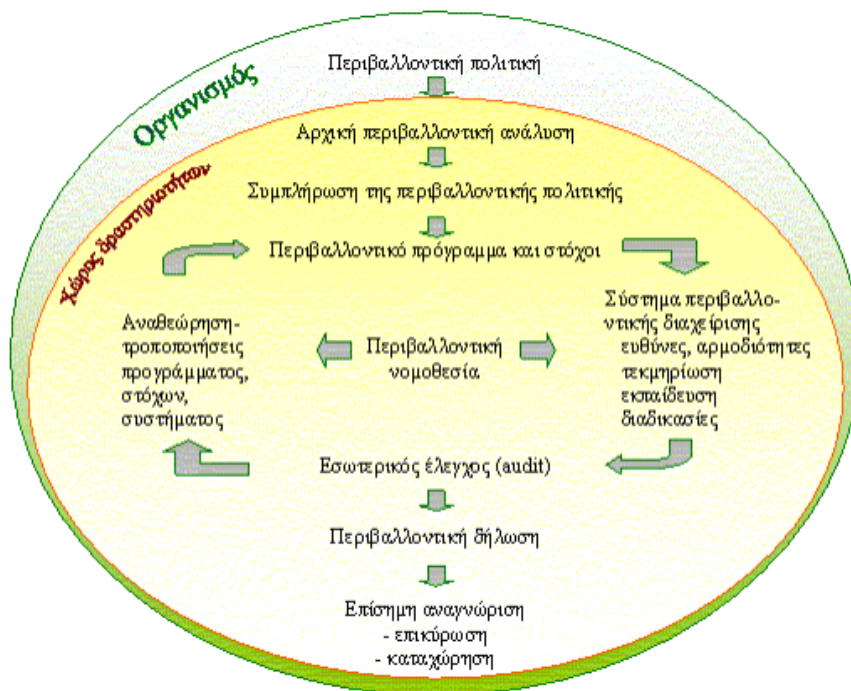 Οργανισμός
Περιβαλλοντική πολιτική
Χώρος δραστηριοτήτων
Αρχική περιβαλλοντική ανάλυση
Συμπλήρωση της περιβαλλοντικής πολιτικής
Περιβαλλοντικό πρόγραμμα και στόχοι
Σύστημα περιβαλλο-
ντικής διαχείρισης
ευθύνες, αρμοδιότητες
τεκμηρίωση
εκπαίδευση
διαδικασίες
Περιβαλλοντική
νομοθεσία
Αναθεώρηση-
τροποποιήσεις
προγράμματος,
στόχων,
συστήματος
Εσωτερικός έλεγχος (audit)
Περιβαλλοντική δήλωση
Επίσημη αναγνώριση
- επικύρωση
- καταχώρηση